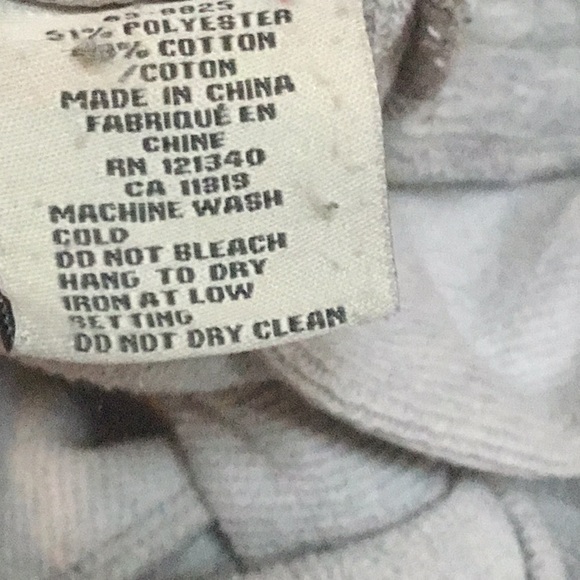 51% POLYESTER
% COTTON
/COTON
MADE IN CHINA
FABRIQUÉ EN
CHINE
RN 121340
CA 11819
MACHINE WASH
COLD
DO NOT BLEACH
HANG TO DRY
IRON AT LOW
SETTING
DO NOT DRY CLEAN